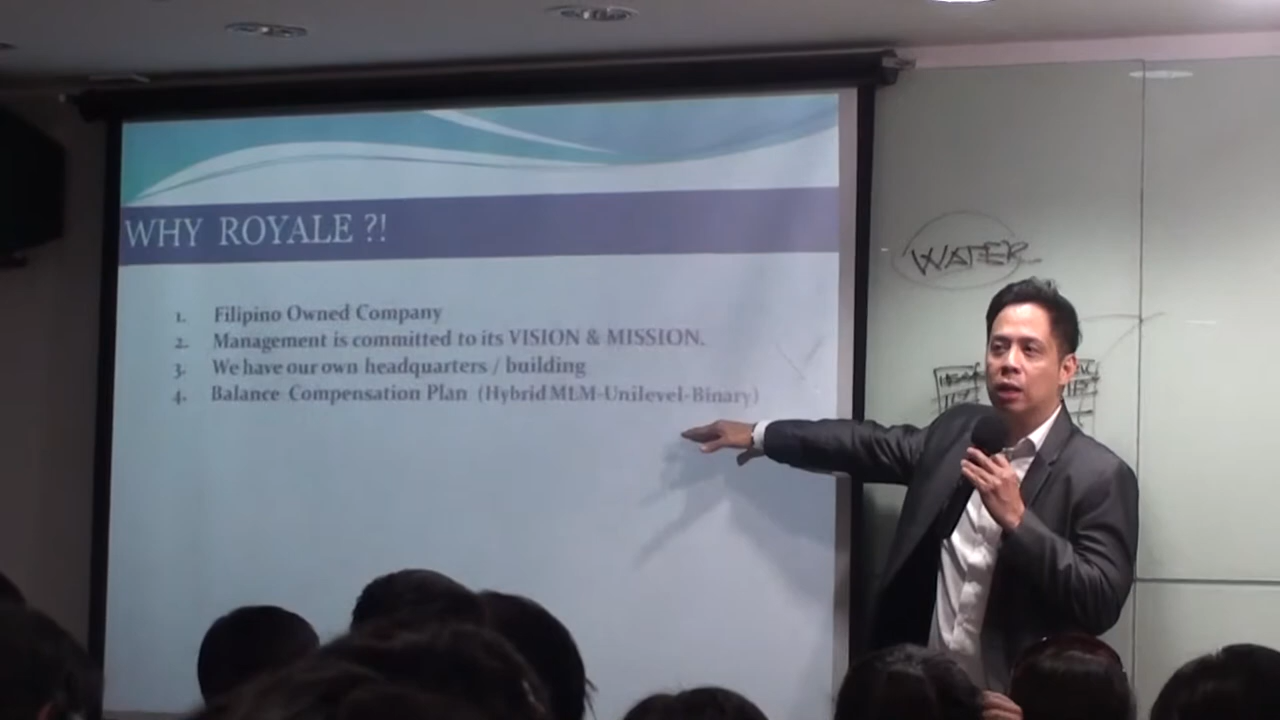 WHY ROYALE ?!
1. Filipino Owned Company
2. Management is committed to its VISION & MISSION.
3. We have our own headquarters / building
4. Balance Compensation Plan (Hybrid MLM-Unilevel-Binary)
WATER